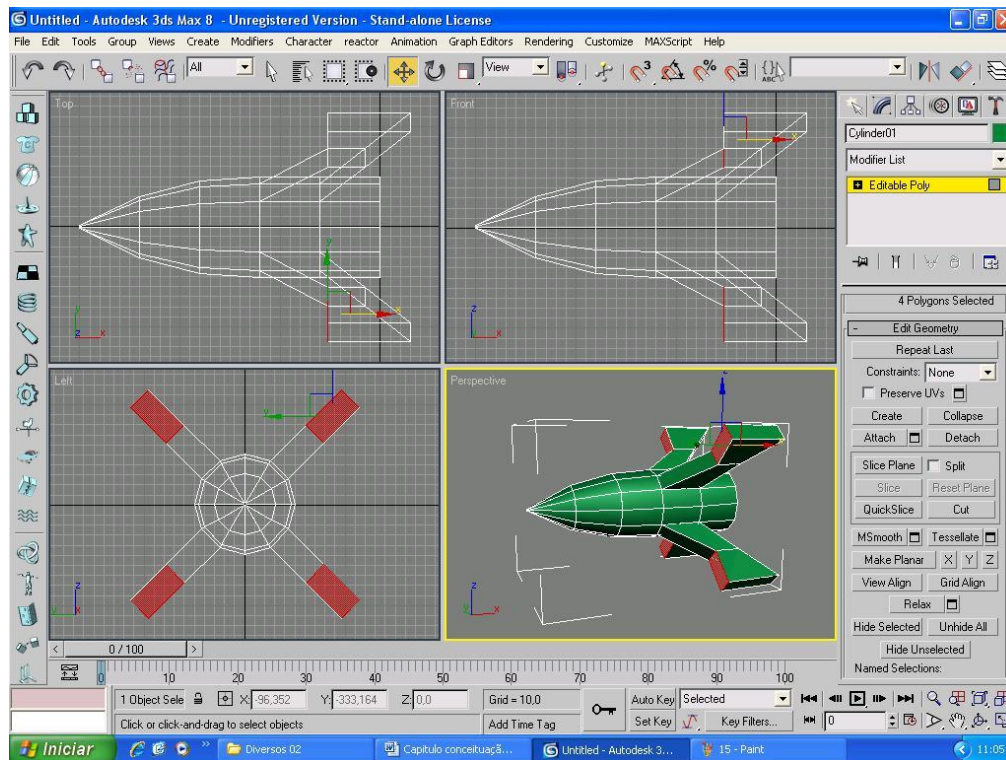 Untitled - Autodesk 3ds Max 8 - Unregistered Version - Stand-alone License
File Edit Tools Group Views Create Modifiers Character reactor Animation Graph Editors Rendering Customize MAXScript Help
All
View
3
%
ABC
Top
Front
Cylinder01
Modifier List
Editable Poly
4 Polygons Selected
- Edit Geometry
Repeat Last
Constraints: None
Preserve UVs
Create Collapse
Attach Detach
Slice Plane Split
Slice Reset Plane
QuickSlice Cut
MSmooth Tessellate
Make Planar X Y Z
View Align Grid Align
Relax
Hide Selected Unhide All
Hide Unselected
Named Selections:
Left
Perspective
y
z
x
0 / 100
0 10 20 30 40 50 60 70 80 90 100
1 Object Sele X: -96,352 Y: -333,164 Z: 0,0 Grid = 10,0 Auto Key Selected
Click or click-and-drag to select objects Add Time Tag Set Key Key Filters... 0
Iniciar Diversos 02 Capitulo conceituaçã... Untitled - Autodesk 3... 15 - Paint 11:05